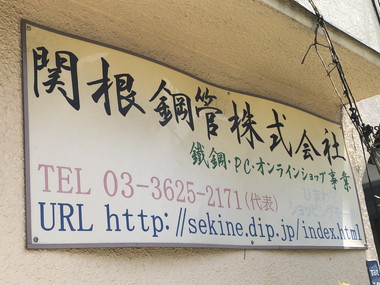 関根鋼管株式会社
鐵鋼・PC・オンラインショップ事業
TEL 03-3625-2171(代表)
URL http://sekine.dip.jp/index.html